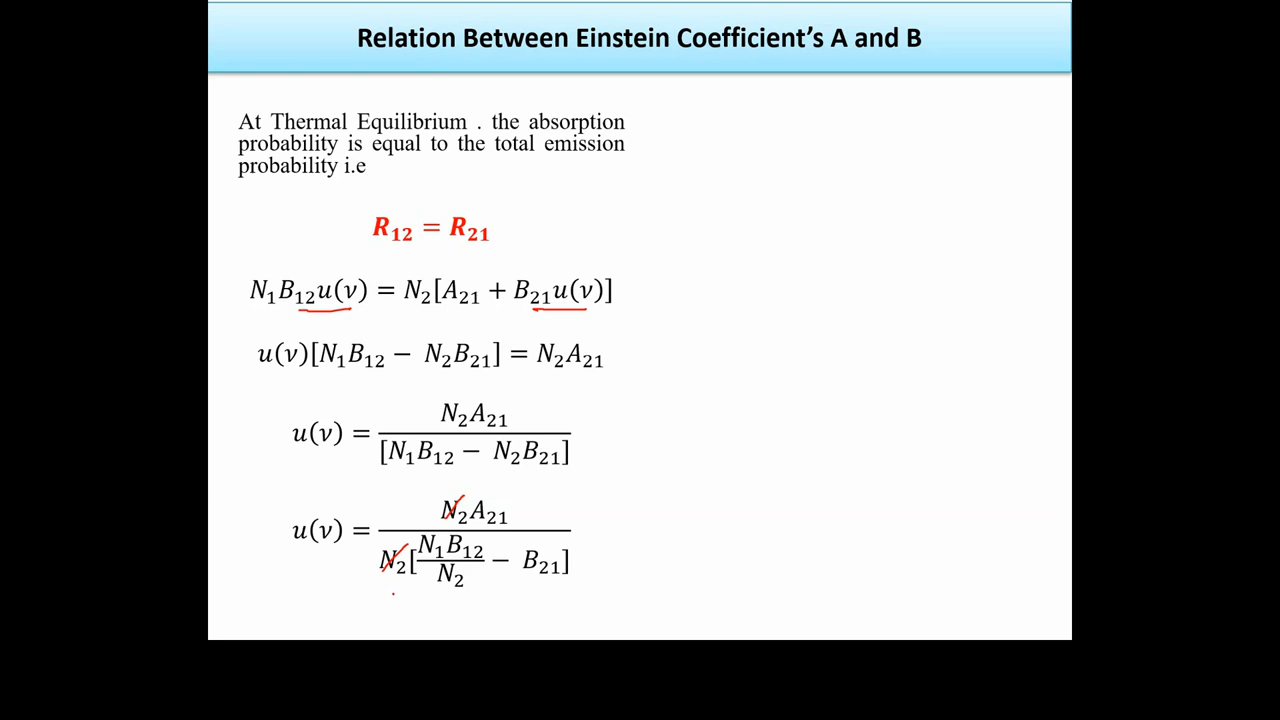 Relation Between Einstein Coefficient's A and B
At Thermal Equilibrium . the absorption
probability is equal to the total emission
probability i.e
R₁₂ = R₂₁
N₁B₁₂u(ν) = N₂[A₂₁ + B₂₁u(ν)]
u(ν)[N₁B₁₂ − N₂B₂₁] = N₂A₂₁
u(ν) = N₂A₂₁ / [N₁B₁₂ − N₂B₂₁]
u(ν) = N₂A₂₁ / N₂[N₁B₁₂/N₂ − B₂₁]